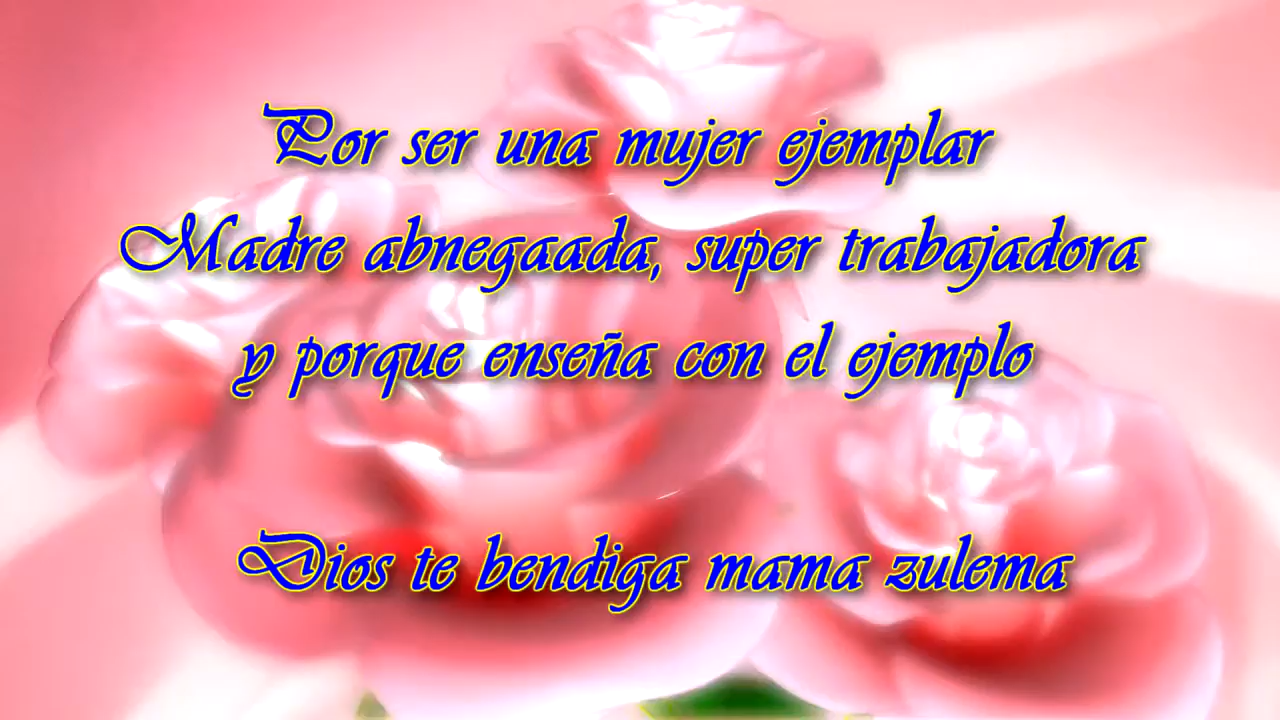 Por ser una mujer ejemplar
Madre abnegaada, super trabajadora
y porque enseña con el ejemplo
Dios te bendiga mama zulema